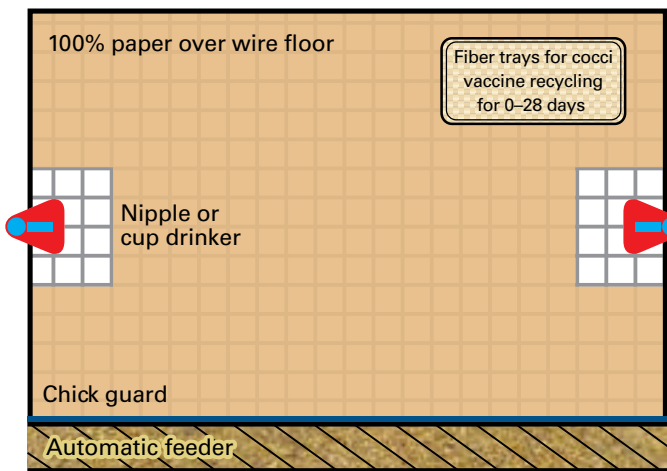 100% paper over wire floor
Fiber trays for cocci
vaccine recycling
for 0–28 days
Nipple or
cup drinker
Chick guard
Automatic feeder